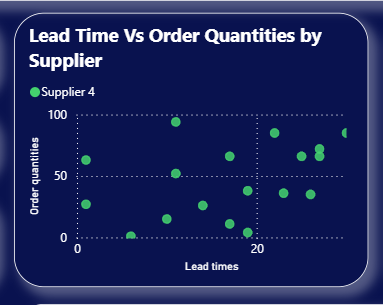 Lead Time Vs Order Quantities by
Supplier
Supplier 4
100
50
0
Order quantities
0
20
Lead times